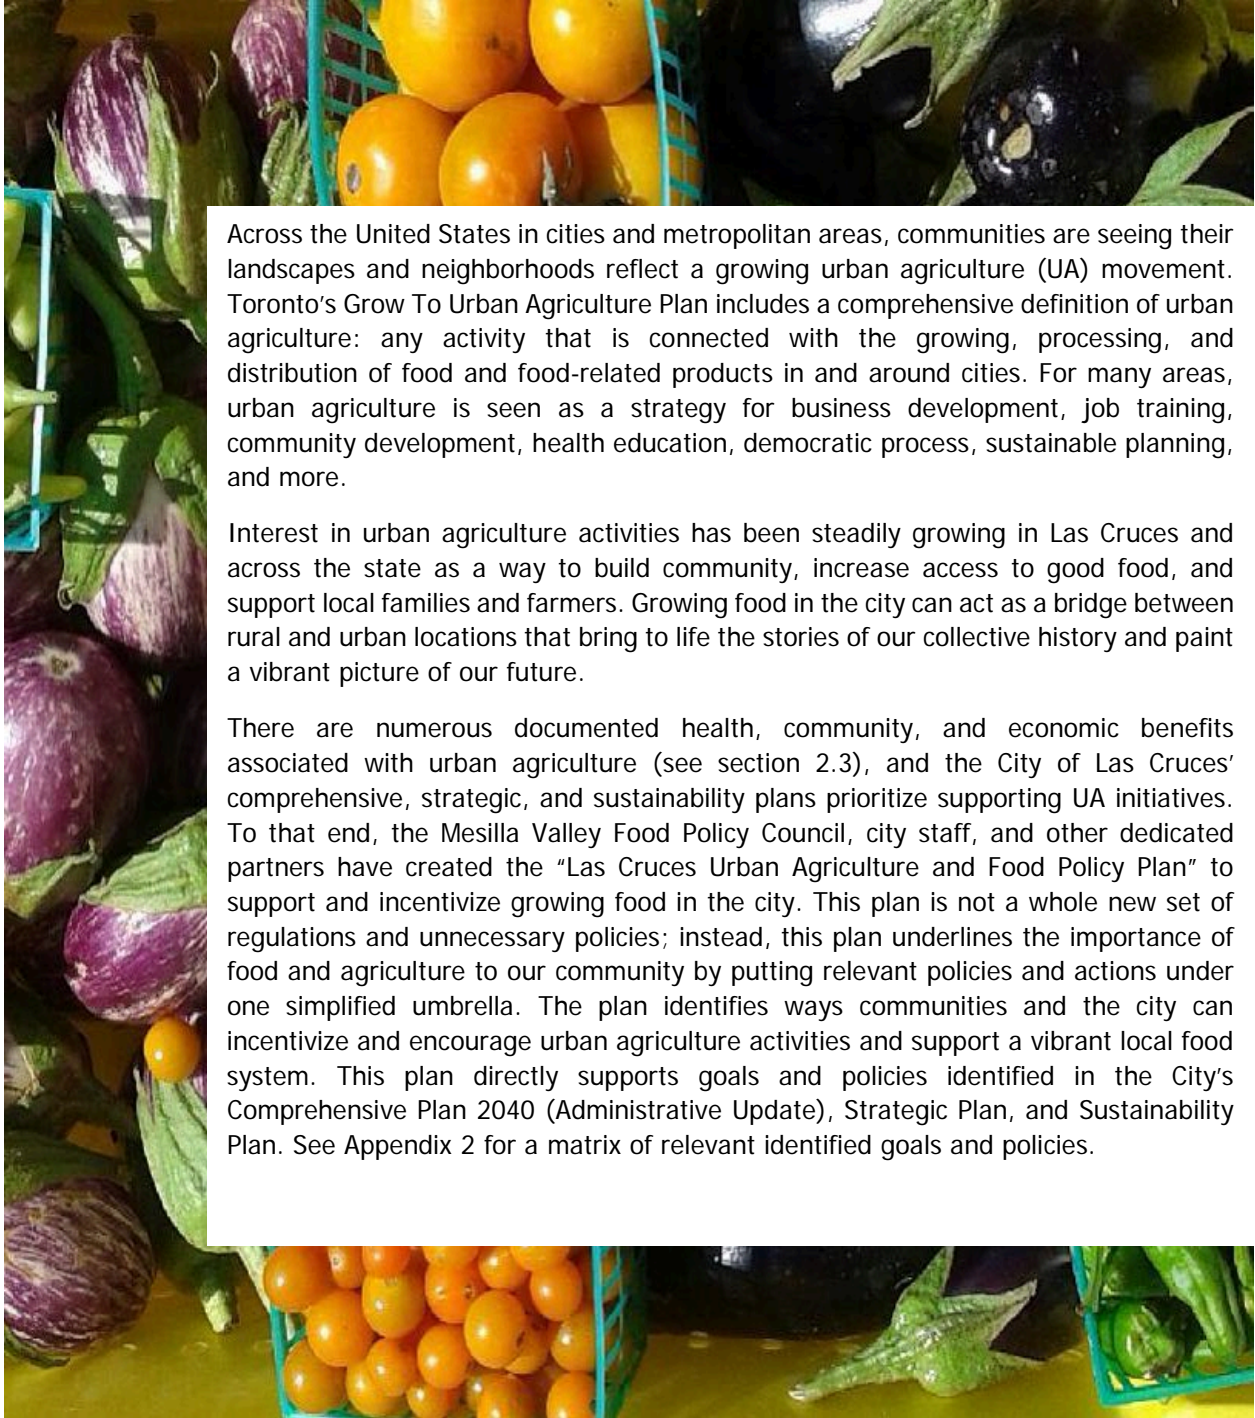 Across the United States in cities and metropolitan areas, communities are seeing their
landscapes and neighborhoods reflect a growing urban agriculture (UA) movement.
Toronto's Grow To Urban Agriculture Plan includes a comprehensive definition of urban
agriculture: any activity that is connected with the growing, processing, and
distribution of food and food-related products in and around cities. For many areas,
urban agriculture is seen as a strategy for business development, job training,
community development, health education, democratic process, sustainable planning,
and more.
Interest in urban agriculture activities has been steadily growing in Las Cruces and
across the state as a way to build community, increase access to good food, and
support local families and farmers. Growing food in the city can act as a bridge between
rural and urban locations that bring to life the stories of our collective history and paint
a vibrant picture of our future.
There are numerous documented health, community, and economic benefits
associated with urban agriculture (see section 2.3), and the City of Las Cruces'
comprehensive, strategic, and sustainability plans prioritize supporting UA initiatives.
To that end, the Mesilla Valley Food Policy Council, city staff, and other dedicated
partners have created the “Las Cruces Urban Agriculture and Food Policy Plan” to
support and incentivize growing food in the city. This plan is not a whole new set of
regulations and unnecessary policies; instead, this plan underlines the importance of
food and agriculture to our community by putting relevant policies and actions under
one simplified umbrella. The plan identifies ways communities and the city can
incentivize and encourage urban agriculture activities and support a vibrant local food
system. This plan directly supports goals and policies identified in the City's
Comprehensive Plan 2040 (Administrative Update), Strategic Plan, and Sustainability
Plan. See Appendix 2 for a matrix of relevant identified goals and policies.